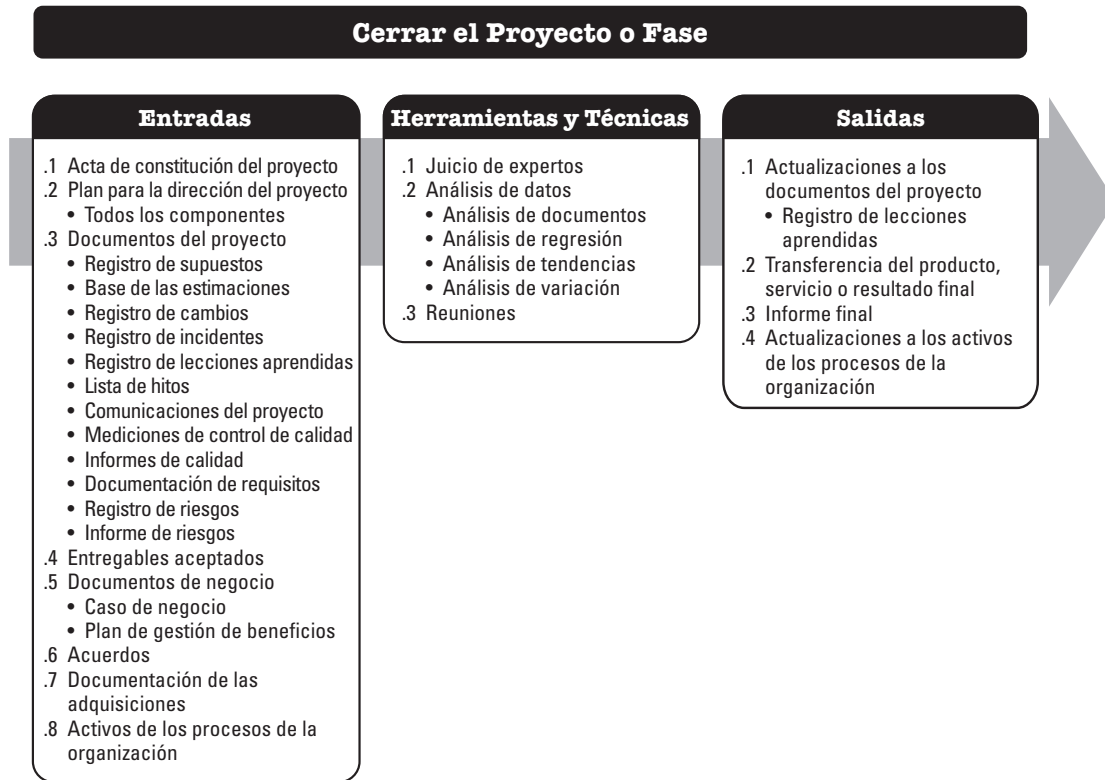 Cerrar el Proyecto o Fase
Entradas
.1 Acta de constitución del proyecto
.2 Plan para la dirección del proyecto
• Todos los componentes
.3 Documentos del proyecto
• Registro de supuestos
• Base de las estimaciones
• Registro de cambios
• Registro de incidentes
• Registro de lecciones aprendidas
• Lista de hitos
• Comunicaciones del proyecto
• Mediciones de control de calidad
• Informes de calidad
• Documentación de requisitos
• Registro de riesgos
• Informe de riesgos
.4 Entregables aceptados
.5 Documentos de negocio
• Caso de negocio
• Plan de gestión de beneficios
.6 Acuerdos
.7 Documentación de las
adquisiciones
.8 Activos de los procesos de la
organización
Herramientas y Técnicas
.1 Juicio de expertos
.2 Análisis de datos
• Análisis de documentos
• Análisis de regresión
• Análisis de tendencias
• Análisis de variación
.3 Reuniones
Salidas
.1 Actualizaciones a los
documentos del proyecto
• Registro de lecciones
aprendidas
.2 Transferencia del producto,
servicio o resultado final
.3 Informe final
.4 Actualizaciones a los activos
de los procesos de la
organización